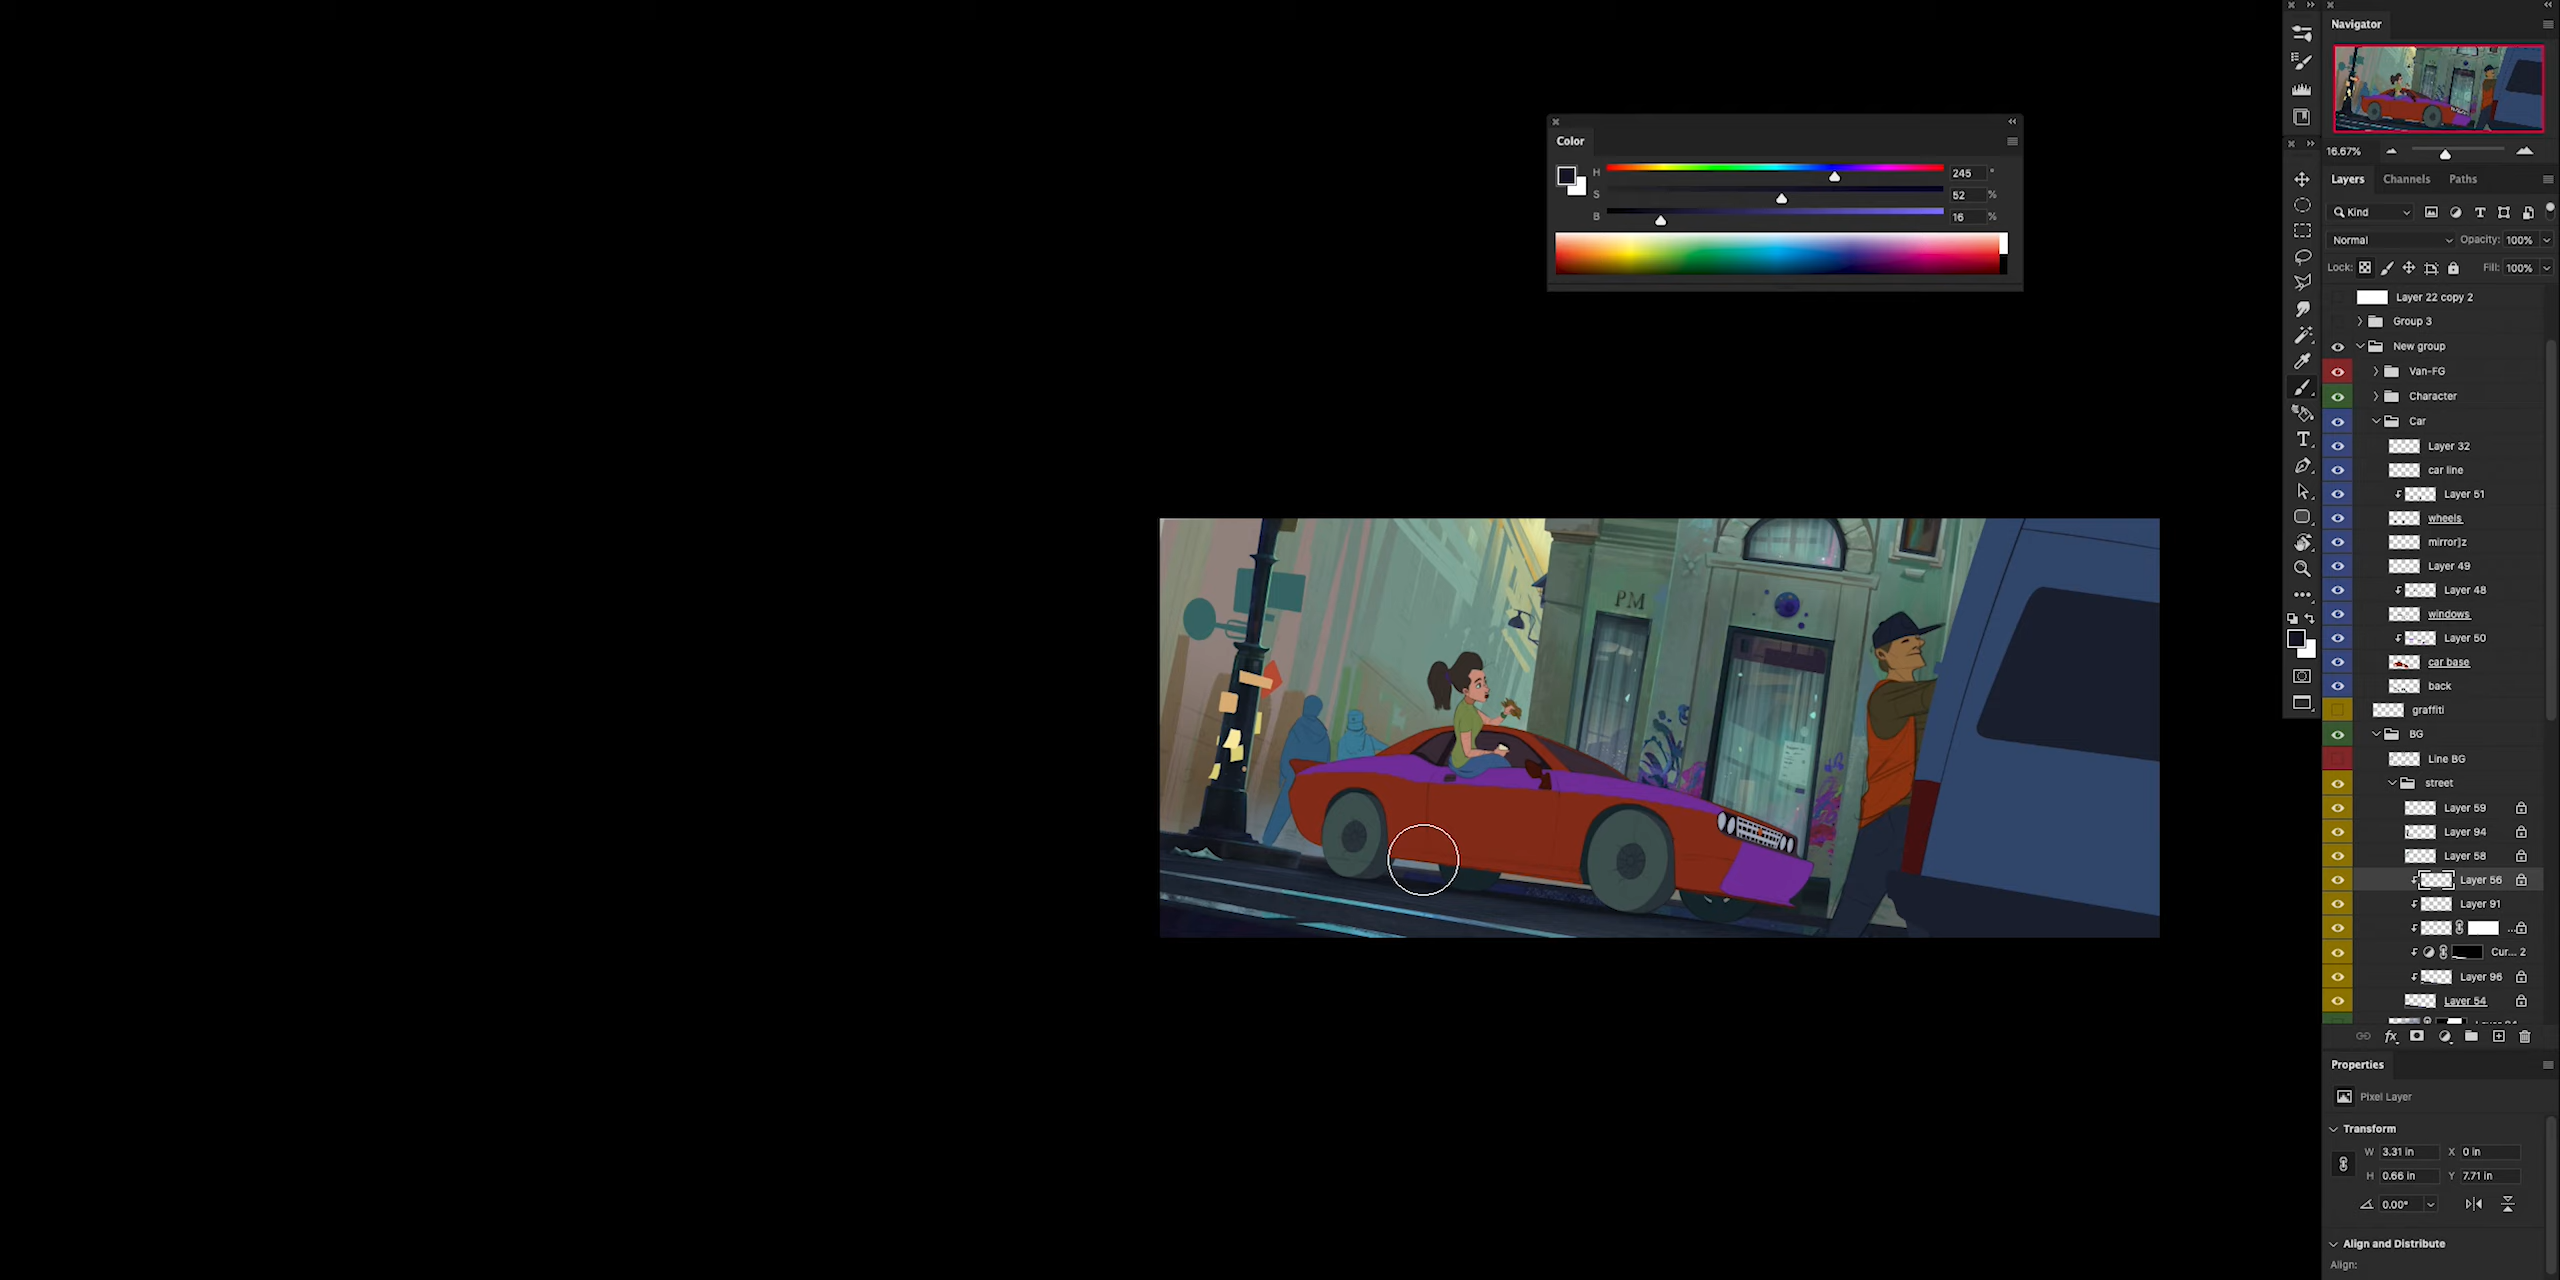 Navigator
16.67%
Color
H 245 °
S 52 %
B 16 %
Layers Channels Paths
Kind
Normal Opacity: 100%
Lock: Fill: 100%
Layer 22 copy 2
Group 3
New group
Van-FG
Character
Car
Layer 32
car line
Layer 51
wheels
mirror]z
Layer 49
Layer 48
windows
Layer 50
car base
back
graffiti
BG
Line BG
street
Layer 59
Layer 94
Layer 58
Layer 56
Layer 91
...
Cur... 2
Layer 96
Layer 54
fx
Properties
Pixel Layer
Transform
W 3.31 in X 0 in
H 0.66 in Y 7.71 in
0.00°
Align and Distribute
Align:
PM